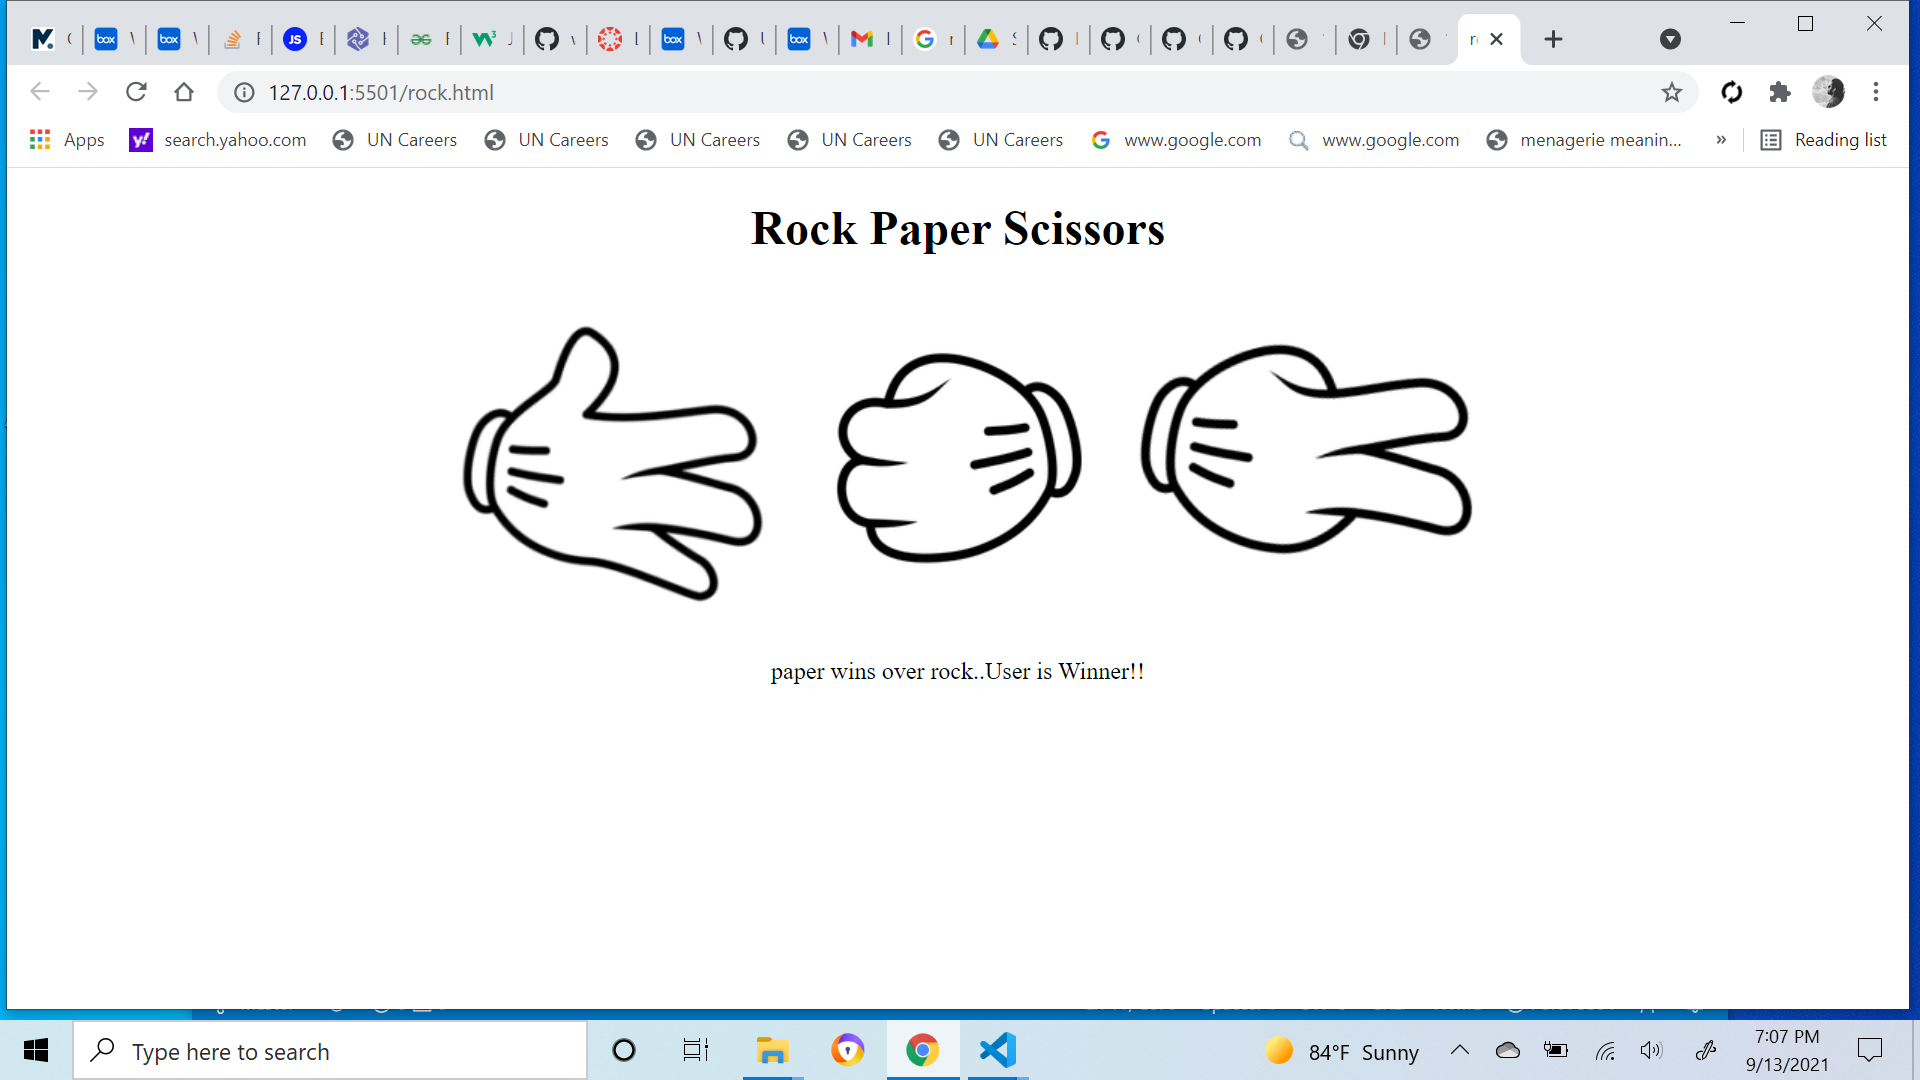 127.0.0.1:5501/rock.html
Apps search.yahoo.com UN Careers UN Careers UN Careers UN Careers UN Careers www.google.com www.google.com menagerie meanin... » Reading list
Rock Paper Scissors
paper wins over rock..User is Winner!!
Type here to search
84°F Sunny
7:07 PM
9/13/2021